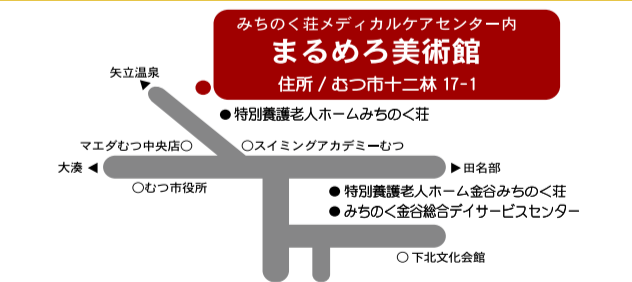 みちのく荘メディカルケアセンター内
まるめろ美術館
住所 / むつ市十二林 17-1
矢立温泉
● 特別養護老人ホームみちのく荘
マエダむつ中央店○
○スイミングアカデミーむつ
大湊 ◀
▶田名部
○むつ市役所
● 特別養護老人ホーム金谷みちのく荘
● みちのく金谷総合デイサービスセンター
○ 下北文化会館